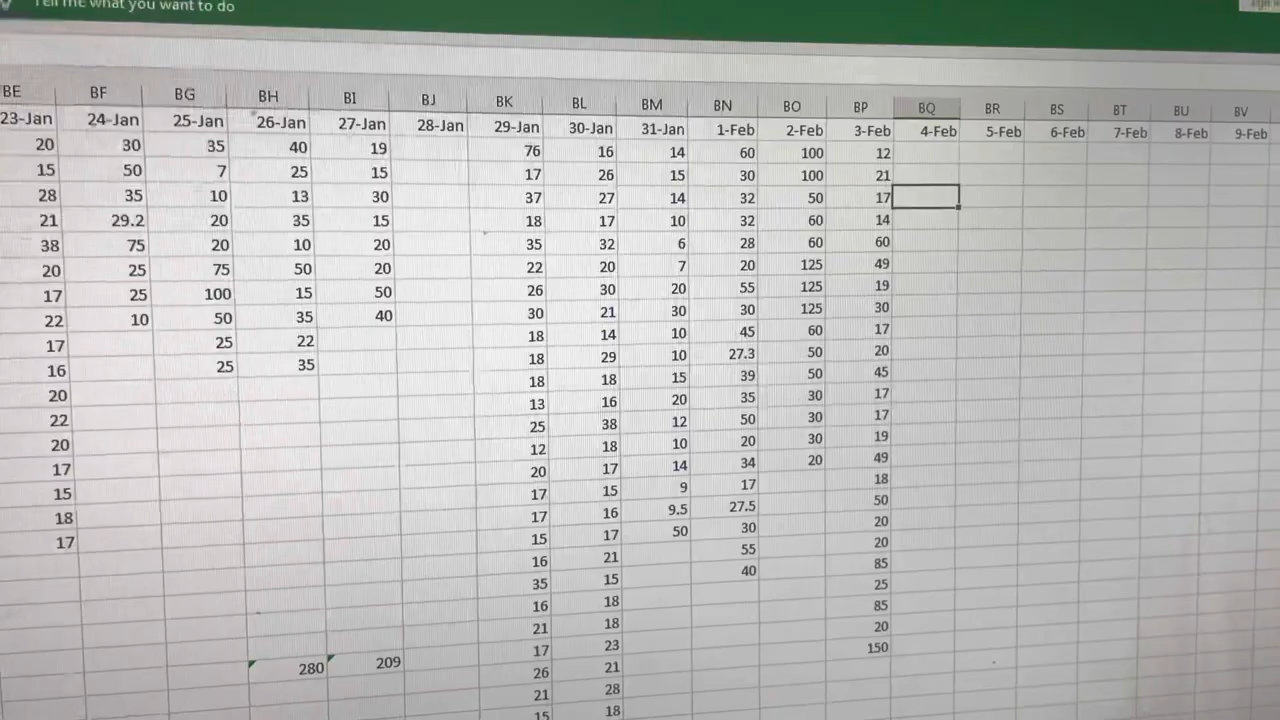 Tell me what you want to do
BE BF BG BH BI BJ BK BL BM BN BO BP BQ BR BS BT BU BV
23-Jan 24-Jan 25-Jan 26-Jan 27-Jan 28-Jan 29-Jan 30-Jan 31-Jan 1-Feb 2-Feb 3-Feb 4-Feb 5-Feb 6-Feb 7-Feb 8-Feb 9-Feb
20 30 35 40 19 76 16 14 60 100 12
15 50 7 25 15 17 26 15 30 100 21
28 35 10 13 30 37 27 14 32 50 17
21 29.2 20 35 15 18 17 10 32 60 14
38 75 20 10 20 35 32 6 28 60 60
20 25 75 50 20 22 20 7 20 125 49
17 25 100 15 50 26 30 20 55 125 19
22 10 50 35 40 30 21 30 30 125 30
17 25 22 18 14 10 45 60 17
16 25 35 18 29 10 27.3 50 20
20 18 18 15 39 50 45
22 13 16 20 35 30 17
20 25 38 12 50 30 17
17 12 18 10 20 30 19
15 20 17 14 34 20 49
18 17 15 9 17 18
17 17 16 9.5 27.5 50
15 17 50 30 20
16 21 55 20
35 15 40 85
16 18 25
21 18 85
17 23 20
280 209 26 21 150
21 28
15 18